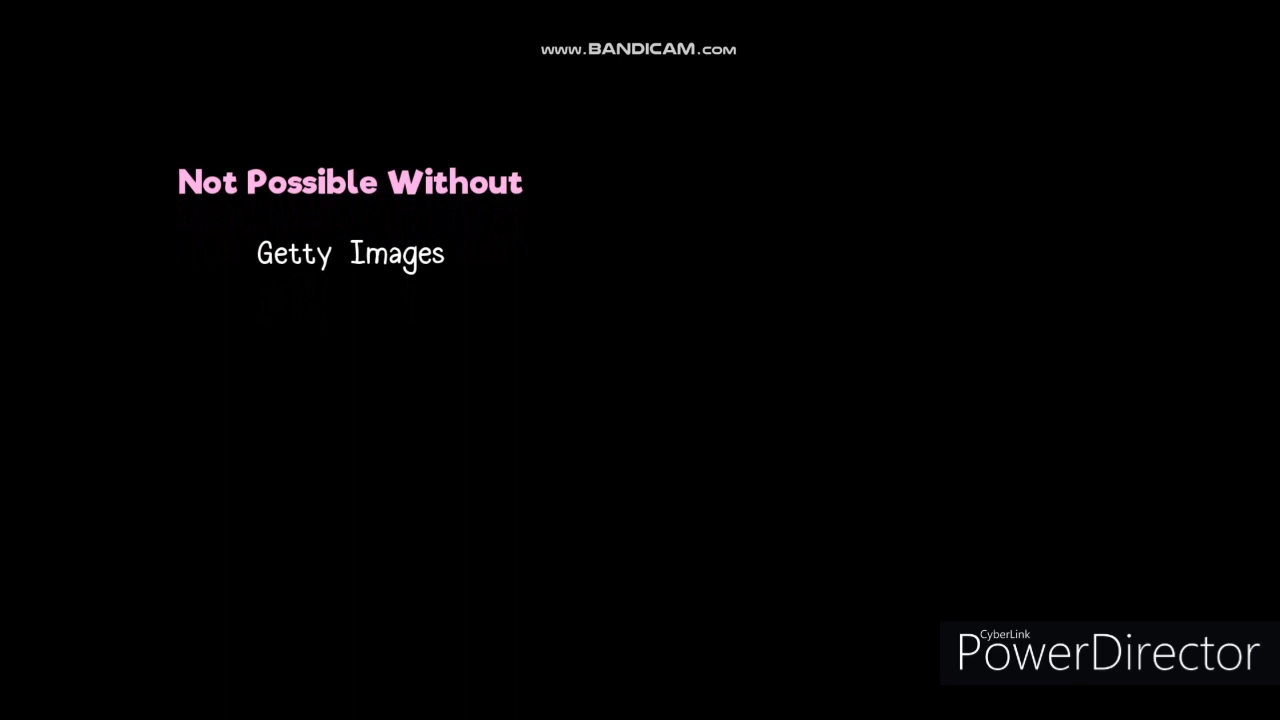 www.BANDICAM.com
Not Possible Without
Getty Images
CyberLink
PowerDirector